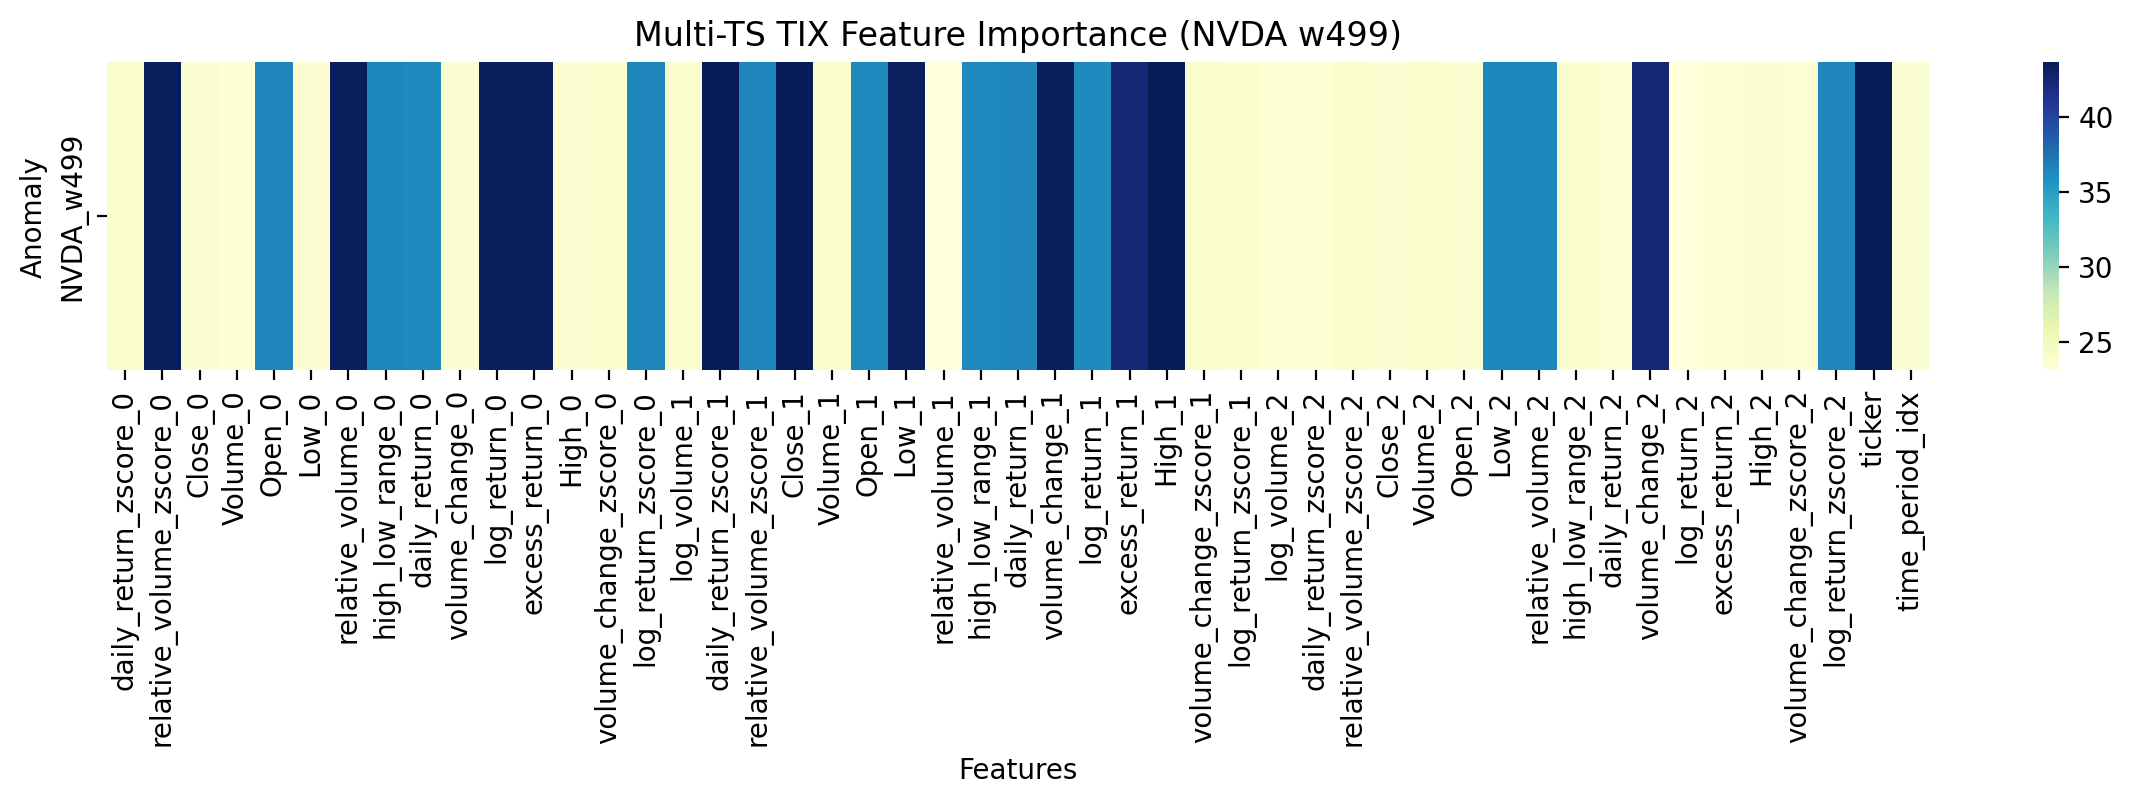 Multi-TS TIX Feature Importance (NVDA w499)
Anomaly
NVDA_w499
40
35
30
25
daily_return_zscore_0
relative_volume_zscore_0
Close_0
Volume_0
Open_0
Low_0
relative_volume_0
high_low_range_0
daily_return_0
volume_change_0
log_return_0
excess_return_0
High_0
volume_change_zscore_0
log_return_zscore_0
log_volume_1
daily_return_zscore_1
relative_volume_zscore_1
Close_1
Volume_1
Open_1
Low_1
relative_volume_1
high_low_range_1
daily_return_1
volume_change_1
log_return_1
excess_return_1
High_1
volume_change_zscore_1
log_return_zscore_1
log_volume_2
daily_return_zscore_2
relative_volume_zscore_2
Close_2
Volume_2
Open_2
Low_2
relative_volume_2
high_low_range_2
daily_return_2
volume_change_2
log_return_2
excess_return_2
High_2
volume_change_zscore_2
log_return_zscore_2
ticker
time_period_idx
Features